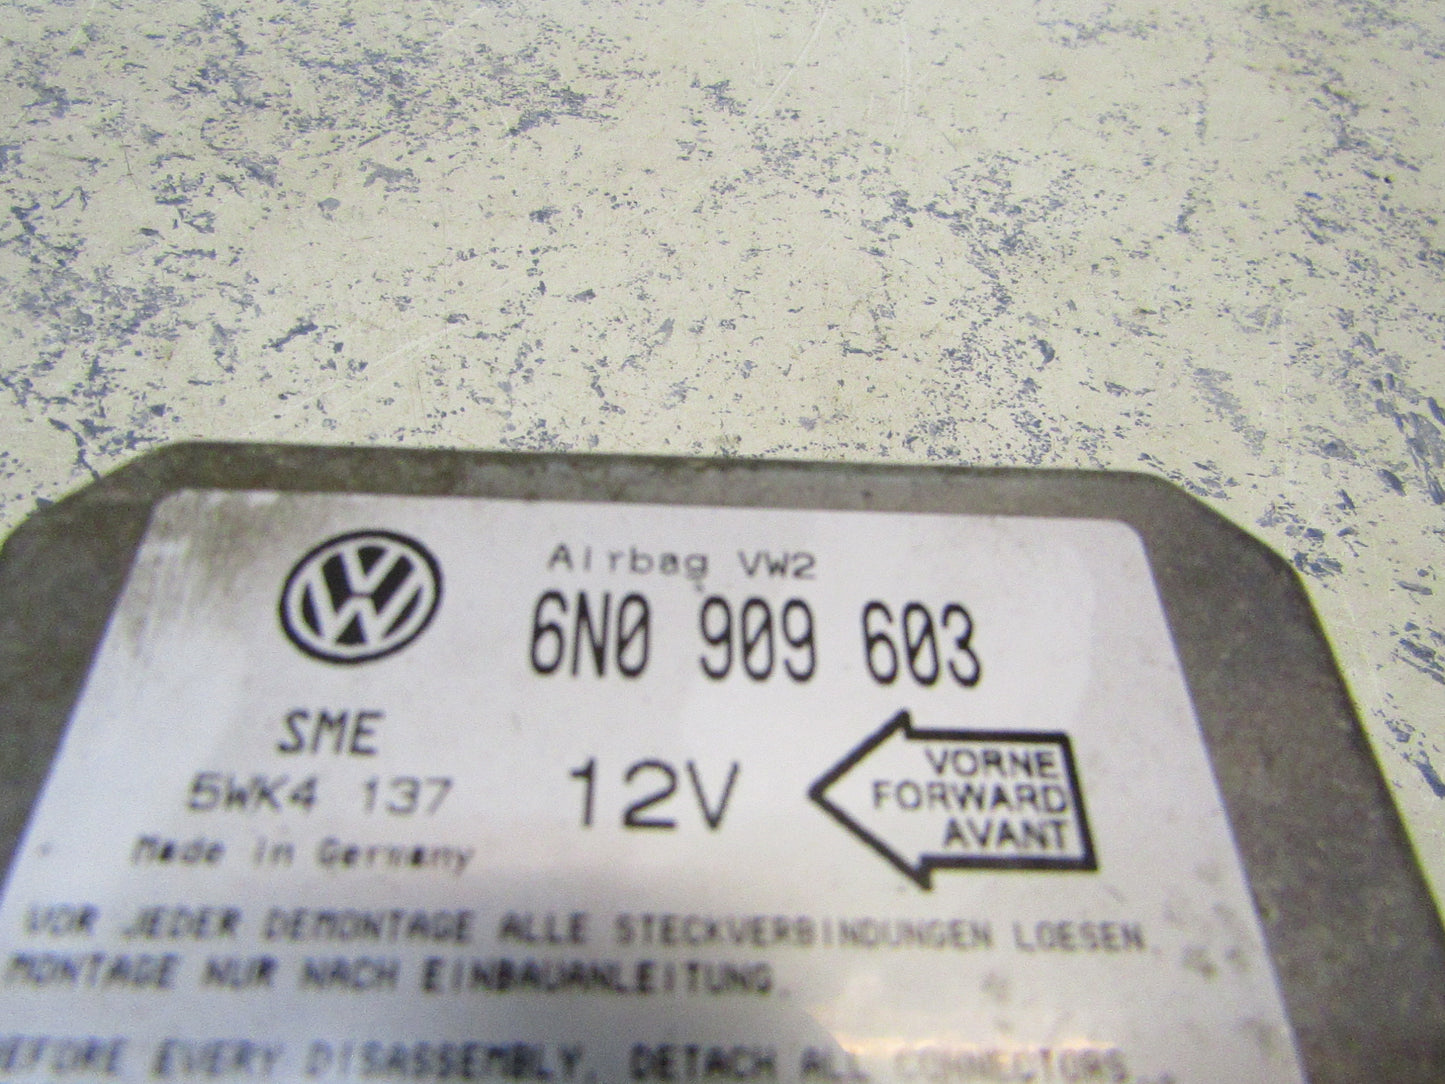 Airbag VW2
6N0 909 603
SME
5WK4 137
12V
VORNE
FORWARD
AVANT
Made in Germany
VOR JEDER DEMONTAGE ALLE STECKVERBINDUNGEN LOESEN.
MONTAGE NUR NACH EINBAUANLEITUNG.
BEFORE EVERY DISASSEMBLY, DETACH ALL CONNECTORS.